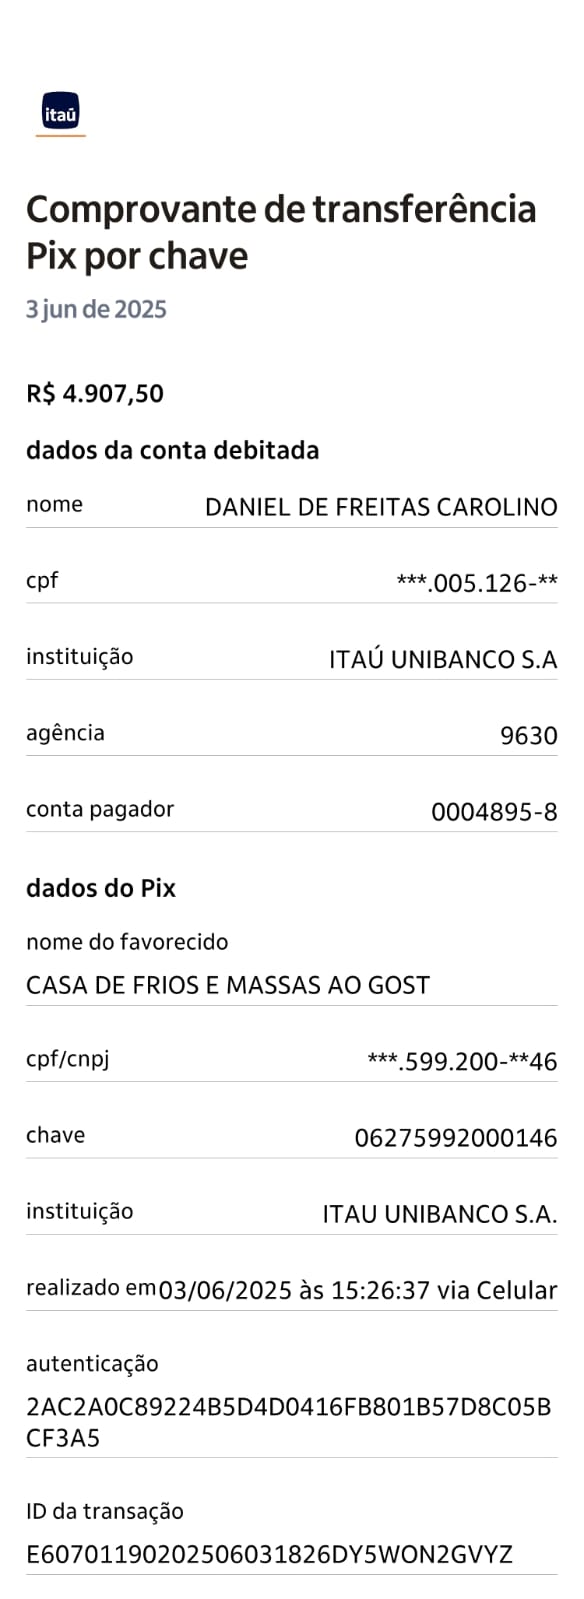 itaú
Comprovante de transferência
Pix por chave
3 jun de 2025
R$ 4.907,50
dados da conta debitada
nome DANIEL DE FREITAS CAROLINO
cpf ***.005.126-**
instituição ITAÚ UNIBANCO S.A
agência 9630
conta pagador 0004895-8
dados do Pix
nome do favorecido
CASA DE FRIOS E MASSAS AO GOST
cpf/cnpj ***.599.200-**46
chave 06275992000146
instituição ITAU UNIBANCO S.A.
realizado em 03/06/2025 às 15:26:37 via Celular
autenticação
2AC2A0C89224B5D4D0416FB801B57D8C05B
CF3A5
ID da transação
E60701190202506031826DY5WON2GVYZ